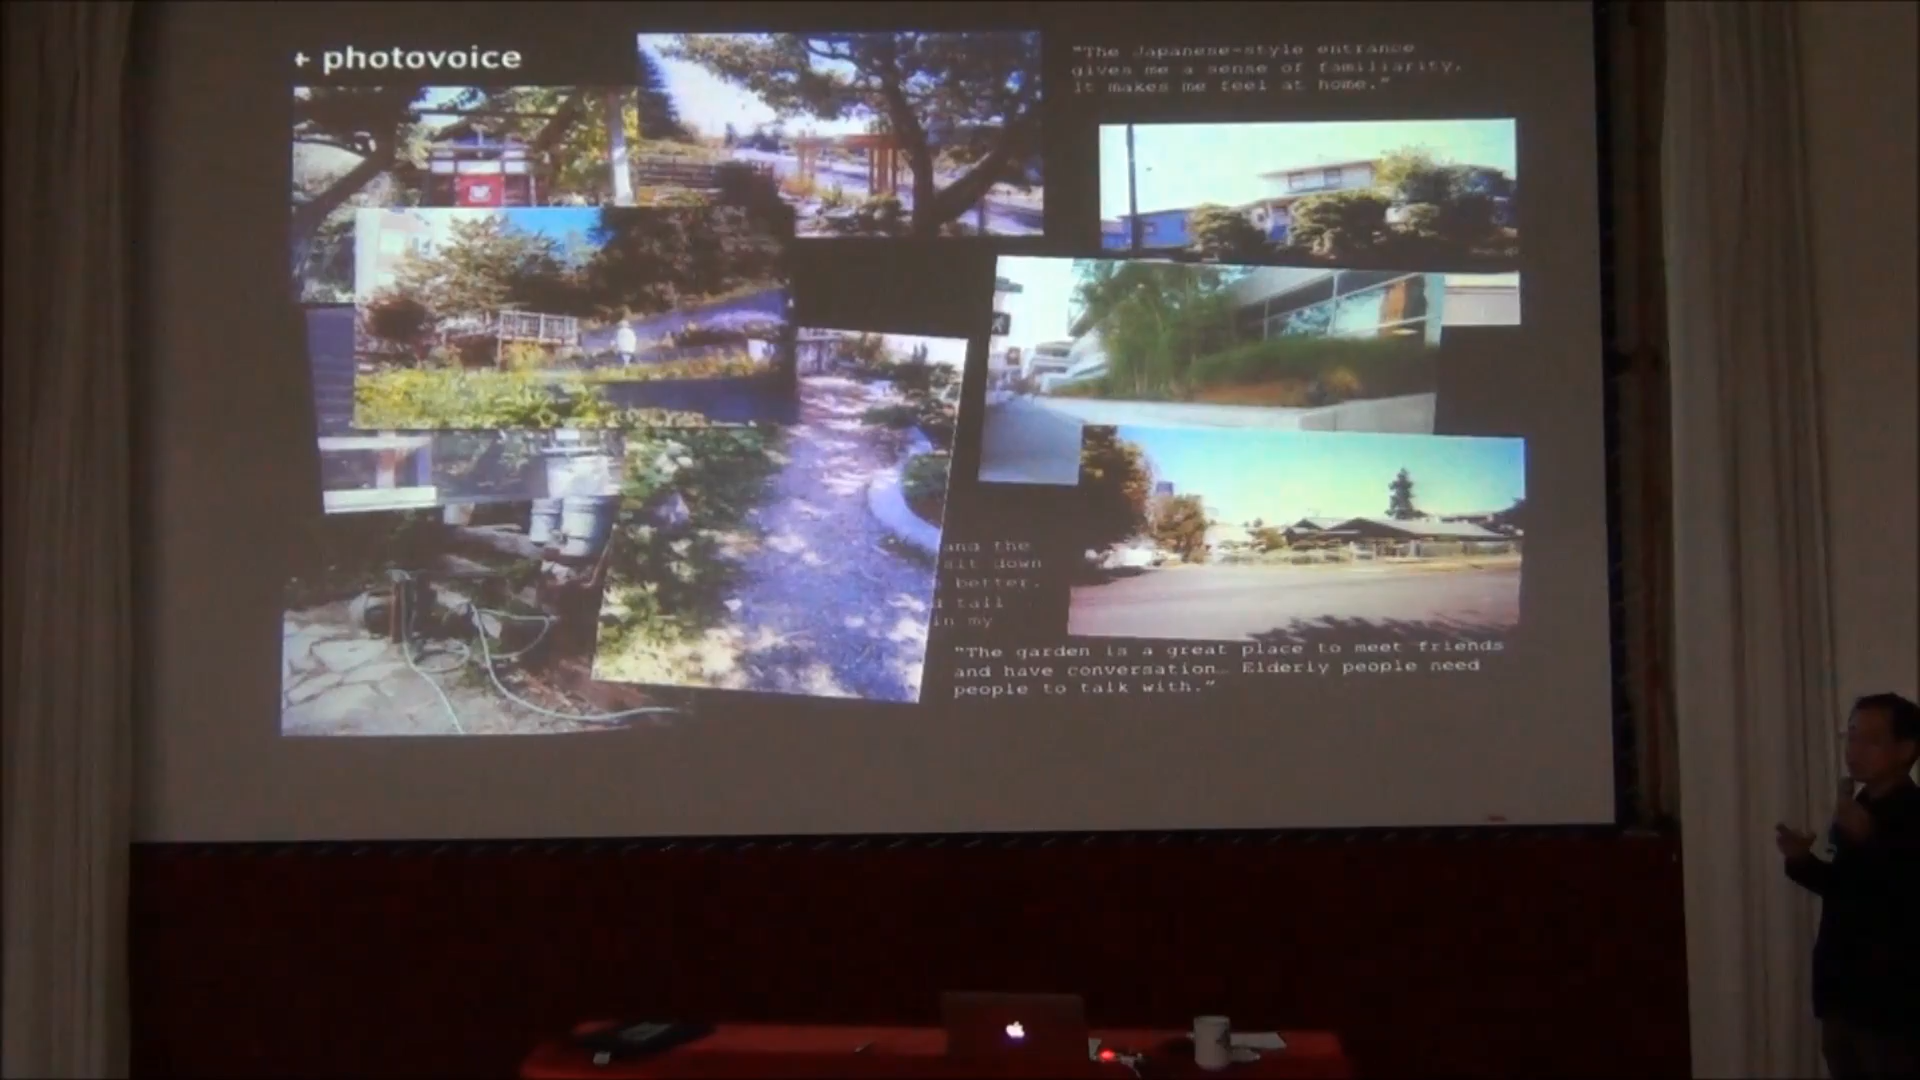 + photovoice
"The Japanese-style entrance
gives me a sense of familiarity.
It makes me feel at home."
and the
sit down
better.
a tall
in my
"The garden is a great place to meet friends
and have conversation… Elderly people need
people to talk with."